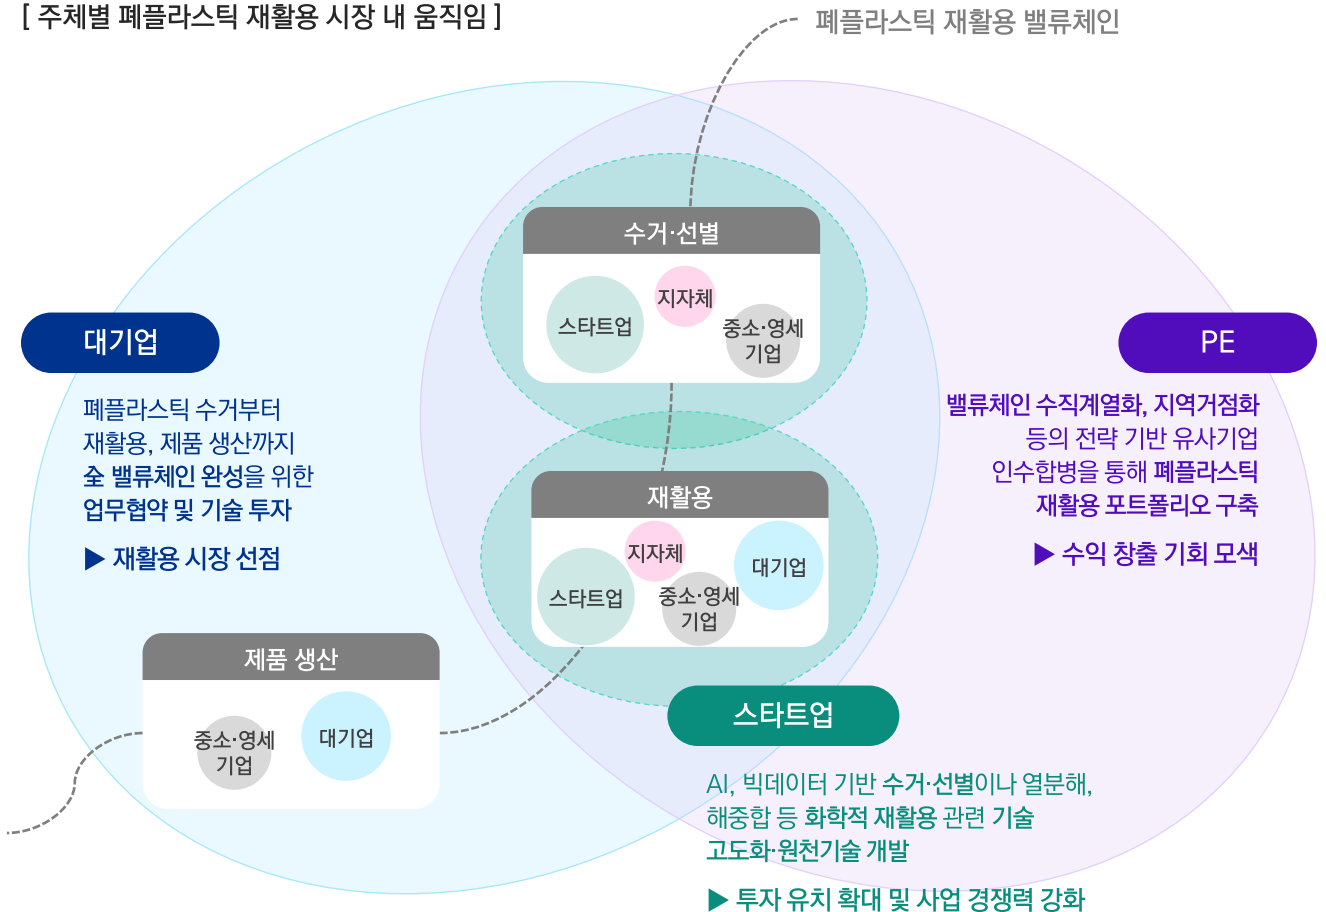 [ 주체별 폐플라스틱 재활용 시장 내 움직임 ]
폐플라스틱 재활용 밸류체인
수거·선별
스타트업
지자체
중소·영세
기업
대기업
폐플라스틱 수거부터
재활용, 제품 생산까지
全 밸류체인 완성을 위한
업무협약 및 기술 투자
▶ 재활용 시장 선점
PE
밸류체인 수직계열화, 지역거점화
등의 전략 기반 유사기업
인수합병을 통해 폐플라스틱
재활용 포트폴리오 구축
▶ 수익 창출 기회 모색
재활용
스타트업
지자체
중소·영세
기업
대기업
제품 생산
중소·영세
기업
대기업
스타트업
AI, 빅데이터 기반 수거·선별이나 열분해,
해중합 등 화학적 재활용 관련 기술
고도화·원천기술 개발
▶ 투자 유치 확대 및 사업 경쟁력 강화